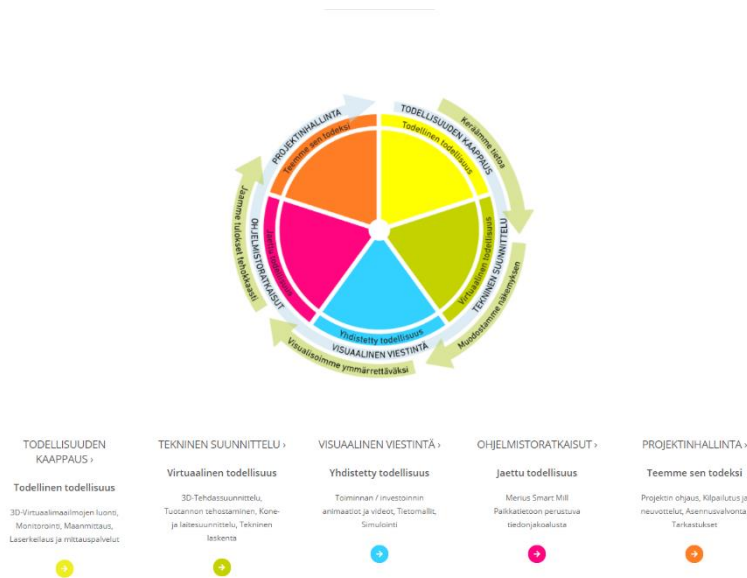 PROJEKTINHALLINTA
Teemme sen todeksi
TODELLISUUDEN KAAPPAUS
Todellinen todellisuus
Keräämme tietoa
TEKNINEN SUUNNITTELU
Virtuaalinen todellisuus
Muodostamme näkemyksen
Yhdistetty todellisuus
VISUAALINEN VIESTINTÄ
Visualisoimme ymmärrettäväksi
OHJELMISTORATKAISUT
Jaettu todellisuus
Jaamme tulokset tehokkaasti
TODELLISUUDEN
KAAPPAUS ›
Todellinen todellisuus
3D-Virtuaalimaailmojen luonti,
Monitorointi, Maanmittaus,
Laserkeilaus ja mittauspalvelut
TEKNINEN SUUNNITTELU ›
Virtuaalinen todellisuus
3D-Tehdassuunnittelu,
Tuotannon tehostaminen, Kone-
ja laitesuunnittelu, Tekninen
laskenta
VISUAALINEN VIESTINTÄ ›
Yhdistetty todellisuus
Toiminnan / investoinnin
animaatiot ja videot, Tietomallit,
Simulointi
OHJELMISTORATKAISUT ›
Jaettu todellisuus
Merius Smart Mill
Paikkatietoon perustuva
tiedonjakoalusta
PROJEKTINHALLINTA ›
Teemme sen todeksi
Projektin ohjaus, Kilpailutus ja
neuvottelut, Asennusvalvonta,
Tarkastukset